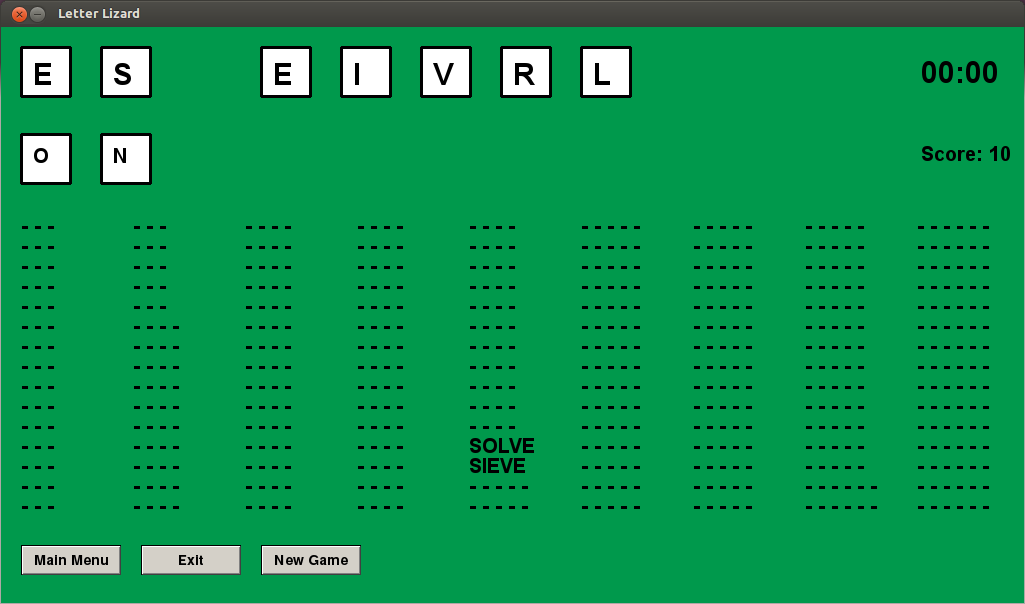 Letter Lizard
E S E I V R L 00:00
O N Score: 10
--- --- ---- ---- ---- ----- ----- ----- ------
--- --- ---- ---- ---- ----- ----- ----- ------
--- --- ---- ---- ---- ----- ----- ----- ------
--- --- ---- ---- ---- ----- ----- ----- ------
--- --- ---- ---- ---- ----- ----- ----- ------
--- ---- ---- ---- ---- ----- ----- ----- ------
--- ---- ---- ---- ---- ----- ----- ----- ------
--- ---- ---- ---- ---- ----- ----- ----- ------
--- ---- ---- ---- ---- ----- ----- ----- ------
--- ---- ---- ---- ---- ----- ----- ----- ------
--- ---- ---- ---- ---- ----- ----- ----- ------
--- ---- ---- ---- SOLVE ----- ----- ----- ------
--- ---- ---- ---- SIEVE ----- ----- ----- ------
--- ---- ---- ---- ----- ----- ----- ------ ------
--- ---- ---- ---- ----- ----- ----- ------ ------
Main Menu Exit New Game